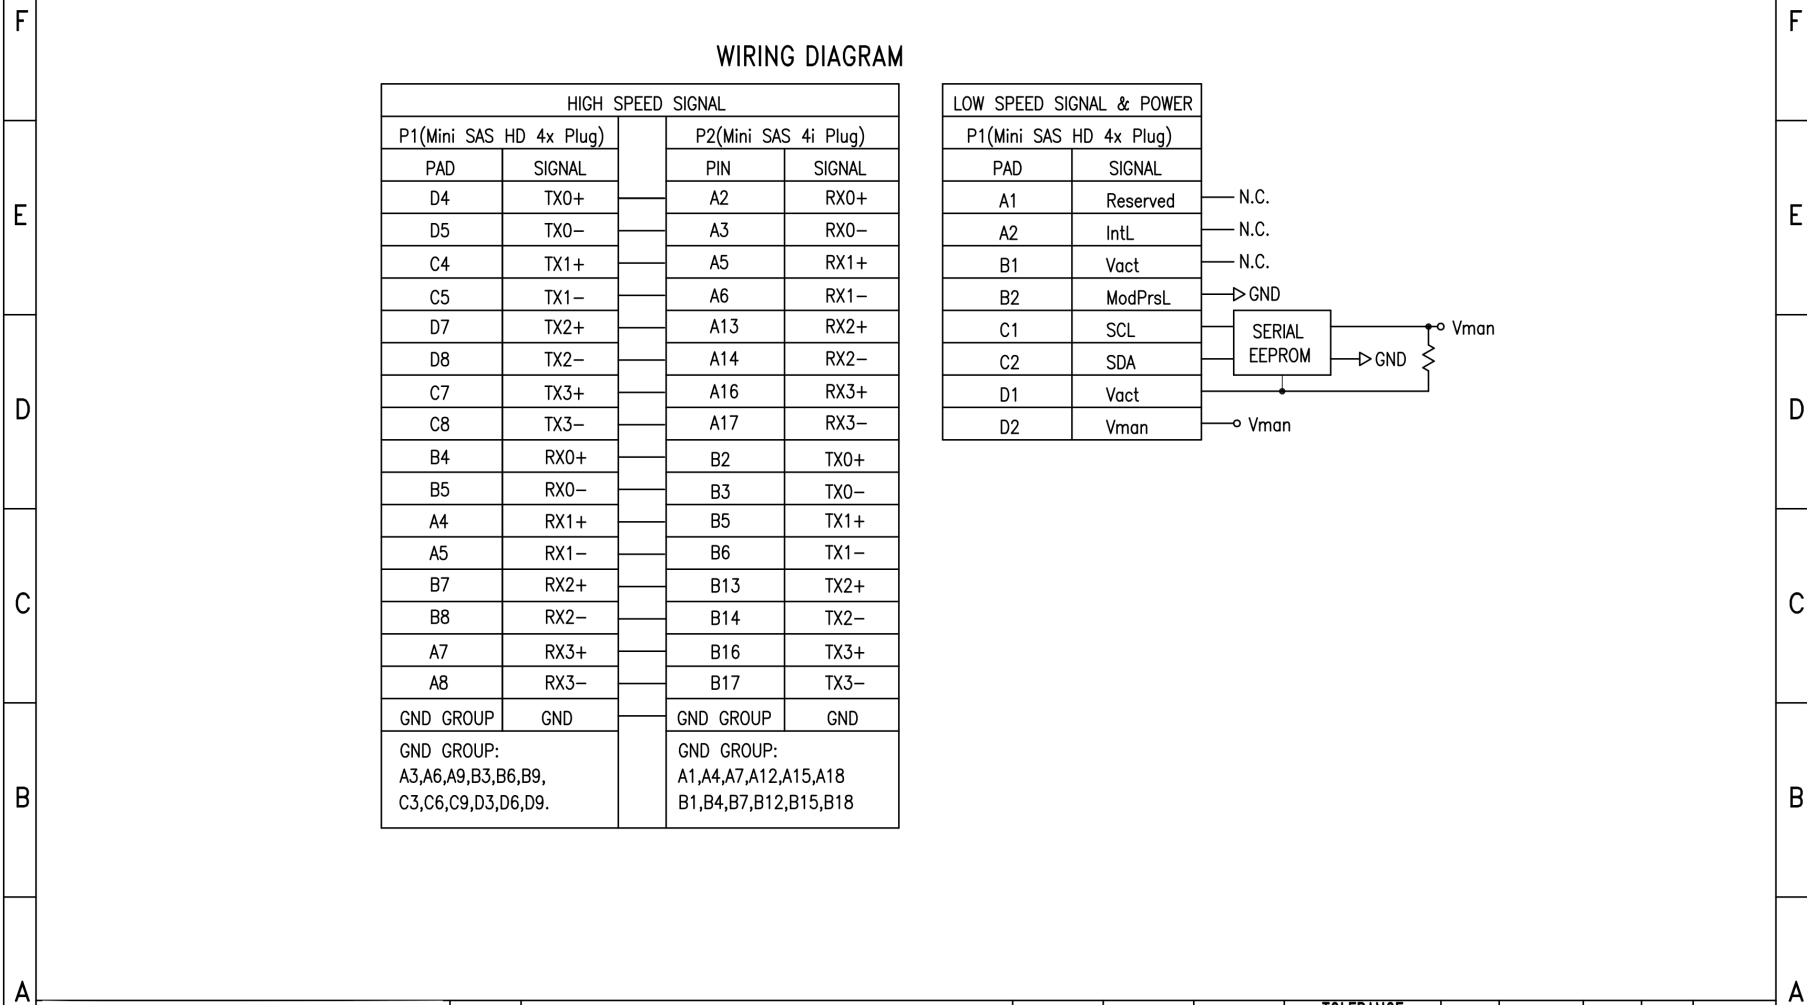 F
F
WIRING DIAGRAM
HIGH SPEED SIGNAL
P1(Mini SAS HD 4x Plug) P2(Mini SAS 4i Plug)
PAD SIGNAL PIN SIGNAL
D4 TX0+ A2 RX0+
D5 TX0− A3 RX0−
C4 TX1+ A5 RX1+
C5 TX1− A6 RX1−
D7 TX2+ A13 RX2+
D8 TX2− A14 RX2−
C7 TX3+ A16 RX3+
C8 TX3− A17 RX3−
B4 RX0+ B2 TX0+
B5 RX0− B3 TX0−
A4 RX1+ B5 TX1+
A5 RX1− B6 TX1−
B7 RX2+ B13 TX2+
B8 RX2− B14 TX2−
A7 RX3+ B16 TX3+
A8 RX3− B17 TX3−
GND GROUP GND GND GROUP GND
GND GROUP:
A3,A6,A9,B3,B6,B9,
C3,C6,C9,D3,D6,D9.
GND GROUP:
A1,A4,A7,A12,A15,A18
B1,B4,B7,B12,B15,B18
LOW SPEED SIGNAL & POWER
P1(Mini SAS HD 4x Plug)
PAD SIGNAL
A1 Reserved N.C.
A2 IntL N.C.
B1 Vact N.C.
B2 ModPrsL GND
C1 SCL
C2 SDA
D1 Vact
D2 Vman Vman
SERIAL
EEPROM
Vman
GND
E
E
D
D
C
C
B
B
A
A
TOLERANCE